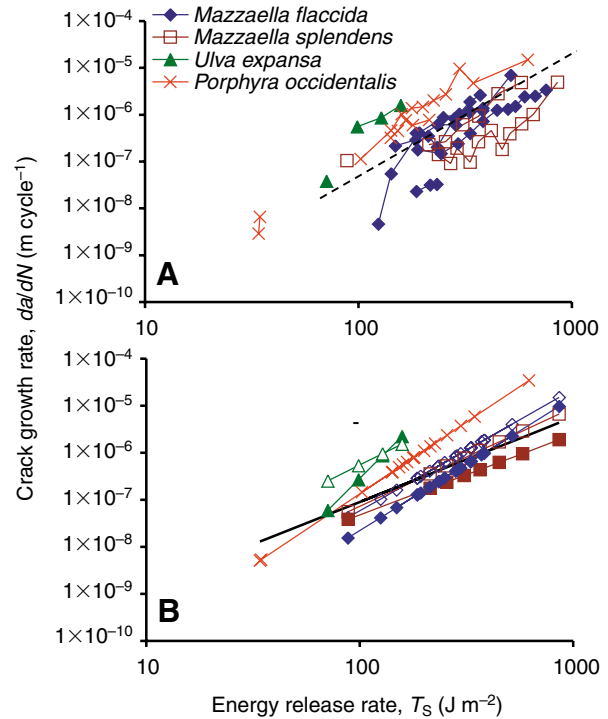 Mazzaella flaccida
Mazzaella splendens
Ulva expansa
Porphyra occidentalis
1×10⁻⁴
1×10⁻⁵
1×10⁻⁶
1×10⁻⁷
1×10⁻⁸
1×10⁻⁹
1×10⁻¹⁰
A
10
100
1000
Crack growth rate, da/dN (m cycle⁻¹)
1×10⁻⁴
1×10⁻⁵
1×10⁻⁶
1×10⁻⁷
1×10⁻⁸
1×10⁻⁹
1×10⁻¹⁰
B
10
100
1000
Energy release rate, T_S (J m⁻²)